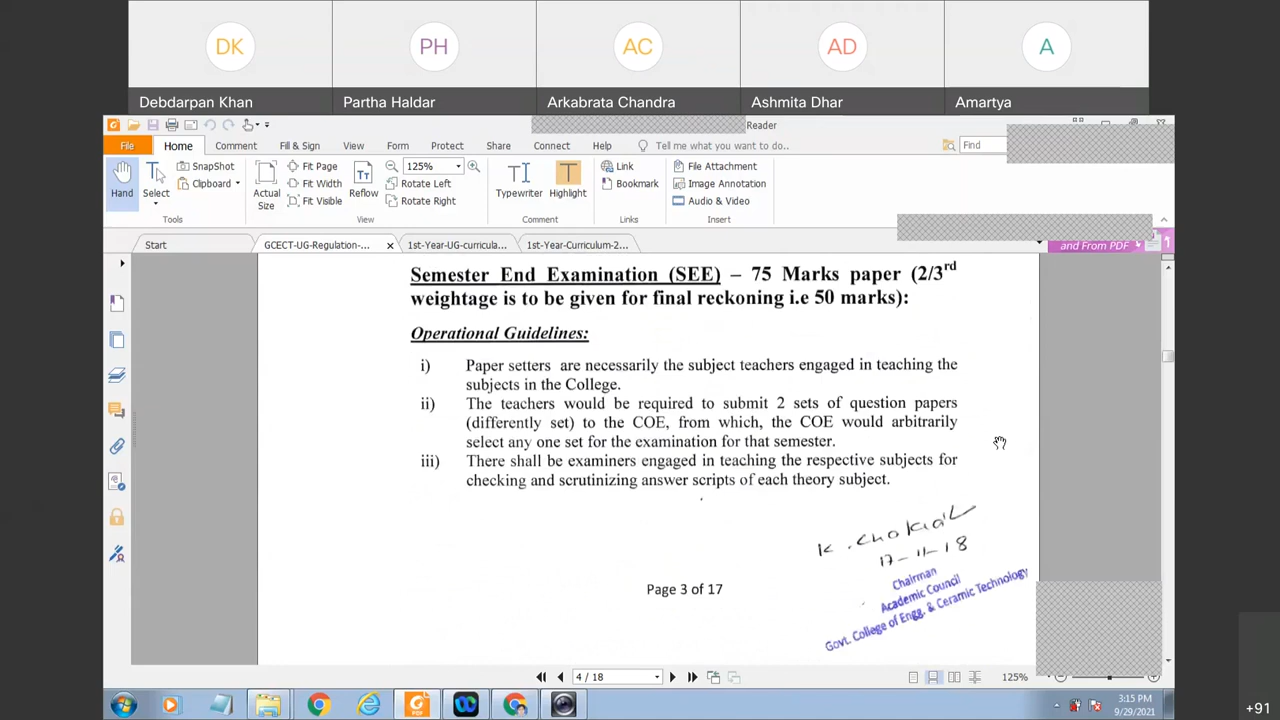 DK
PH
AC
AD
A
Debdarpan Khan
Partha Haldar
Arkabrata Chandra
Ashmita Dhar
Amartya
Reader
File
Home
Comment
View
Form
Protect
Share
Connect
Help
Tell me what you want to do..
Find
Fill & Sign
Hand
Select
SnapShot
Clipboard
Actual
Size
Fit Page
Fit Width
Fit Visible
Reflow
125%
Rotate Left
Rotate Right
Typewriter
Highlight
Link
Bookmark
File Attachment
Image Annotation
Audio & Video
Tools
View
Comment
Links
Insert
Start
GCECT-UG-Regulation-...
1st-Year-UG-curricula...
1st-Year-Curriculum-2...
and From PDF
Semester End Examination (SEE) – 75 Marks paper (2/3rd
weightage is to be given for final reckoning i.e 50 marks):
Operational Guidelines:
i) Paper setters are necessarily the subject teachers engaged in teaching the
subjects in the College.
ii) The teachers would be required to submit 2 sets of question papers
(differently set) to the COE, from which, the COE would arbitrarily
select any one set for the examination for that semester.
iii) There shall be examiners engaged in teaching the respective subjects for
checking and scrutinizing answer scripts of each theory subject.
17-11-18
Chairman
Academic Council
Govt. College of Engg. & Ceramic Technology
Page 3 of 17
4 / 18
125%
3:15 PM
9/29/2021
+91